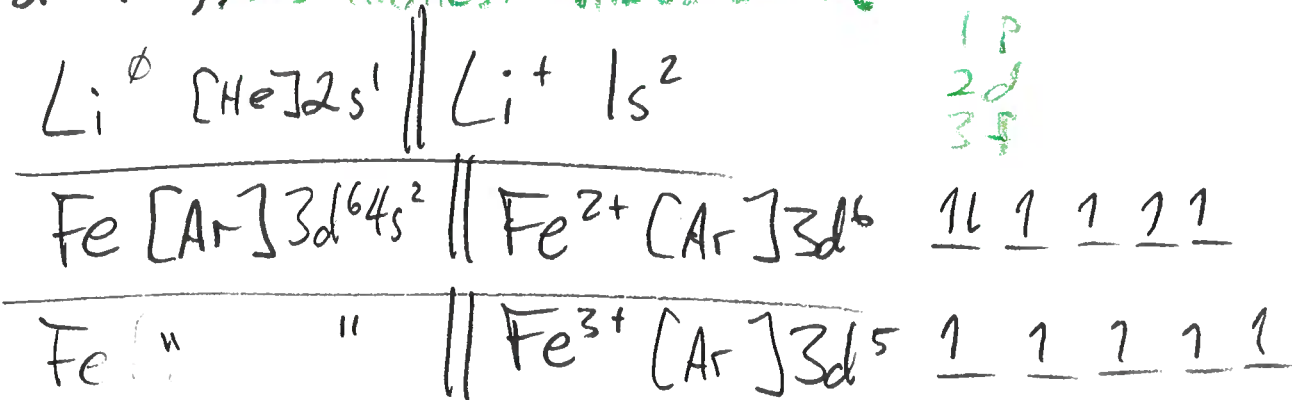 Li⁰ [He]2s¹ || Li⁺ 1s²
1 p
2 d
3 f
Fe [Ar]3d⁶4s² || Fe²⁺ [Ar]3d⁶ 1l 1 1 1 1
Fe " " || Fe³⁺ [Ar]3d⁵ 1 1 1 1 1